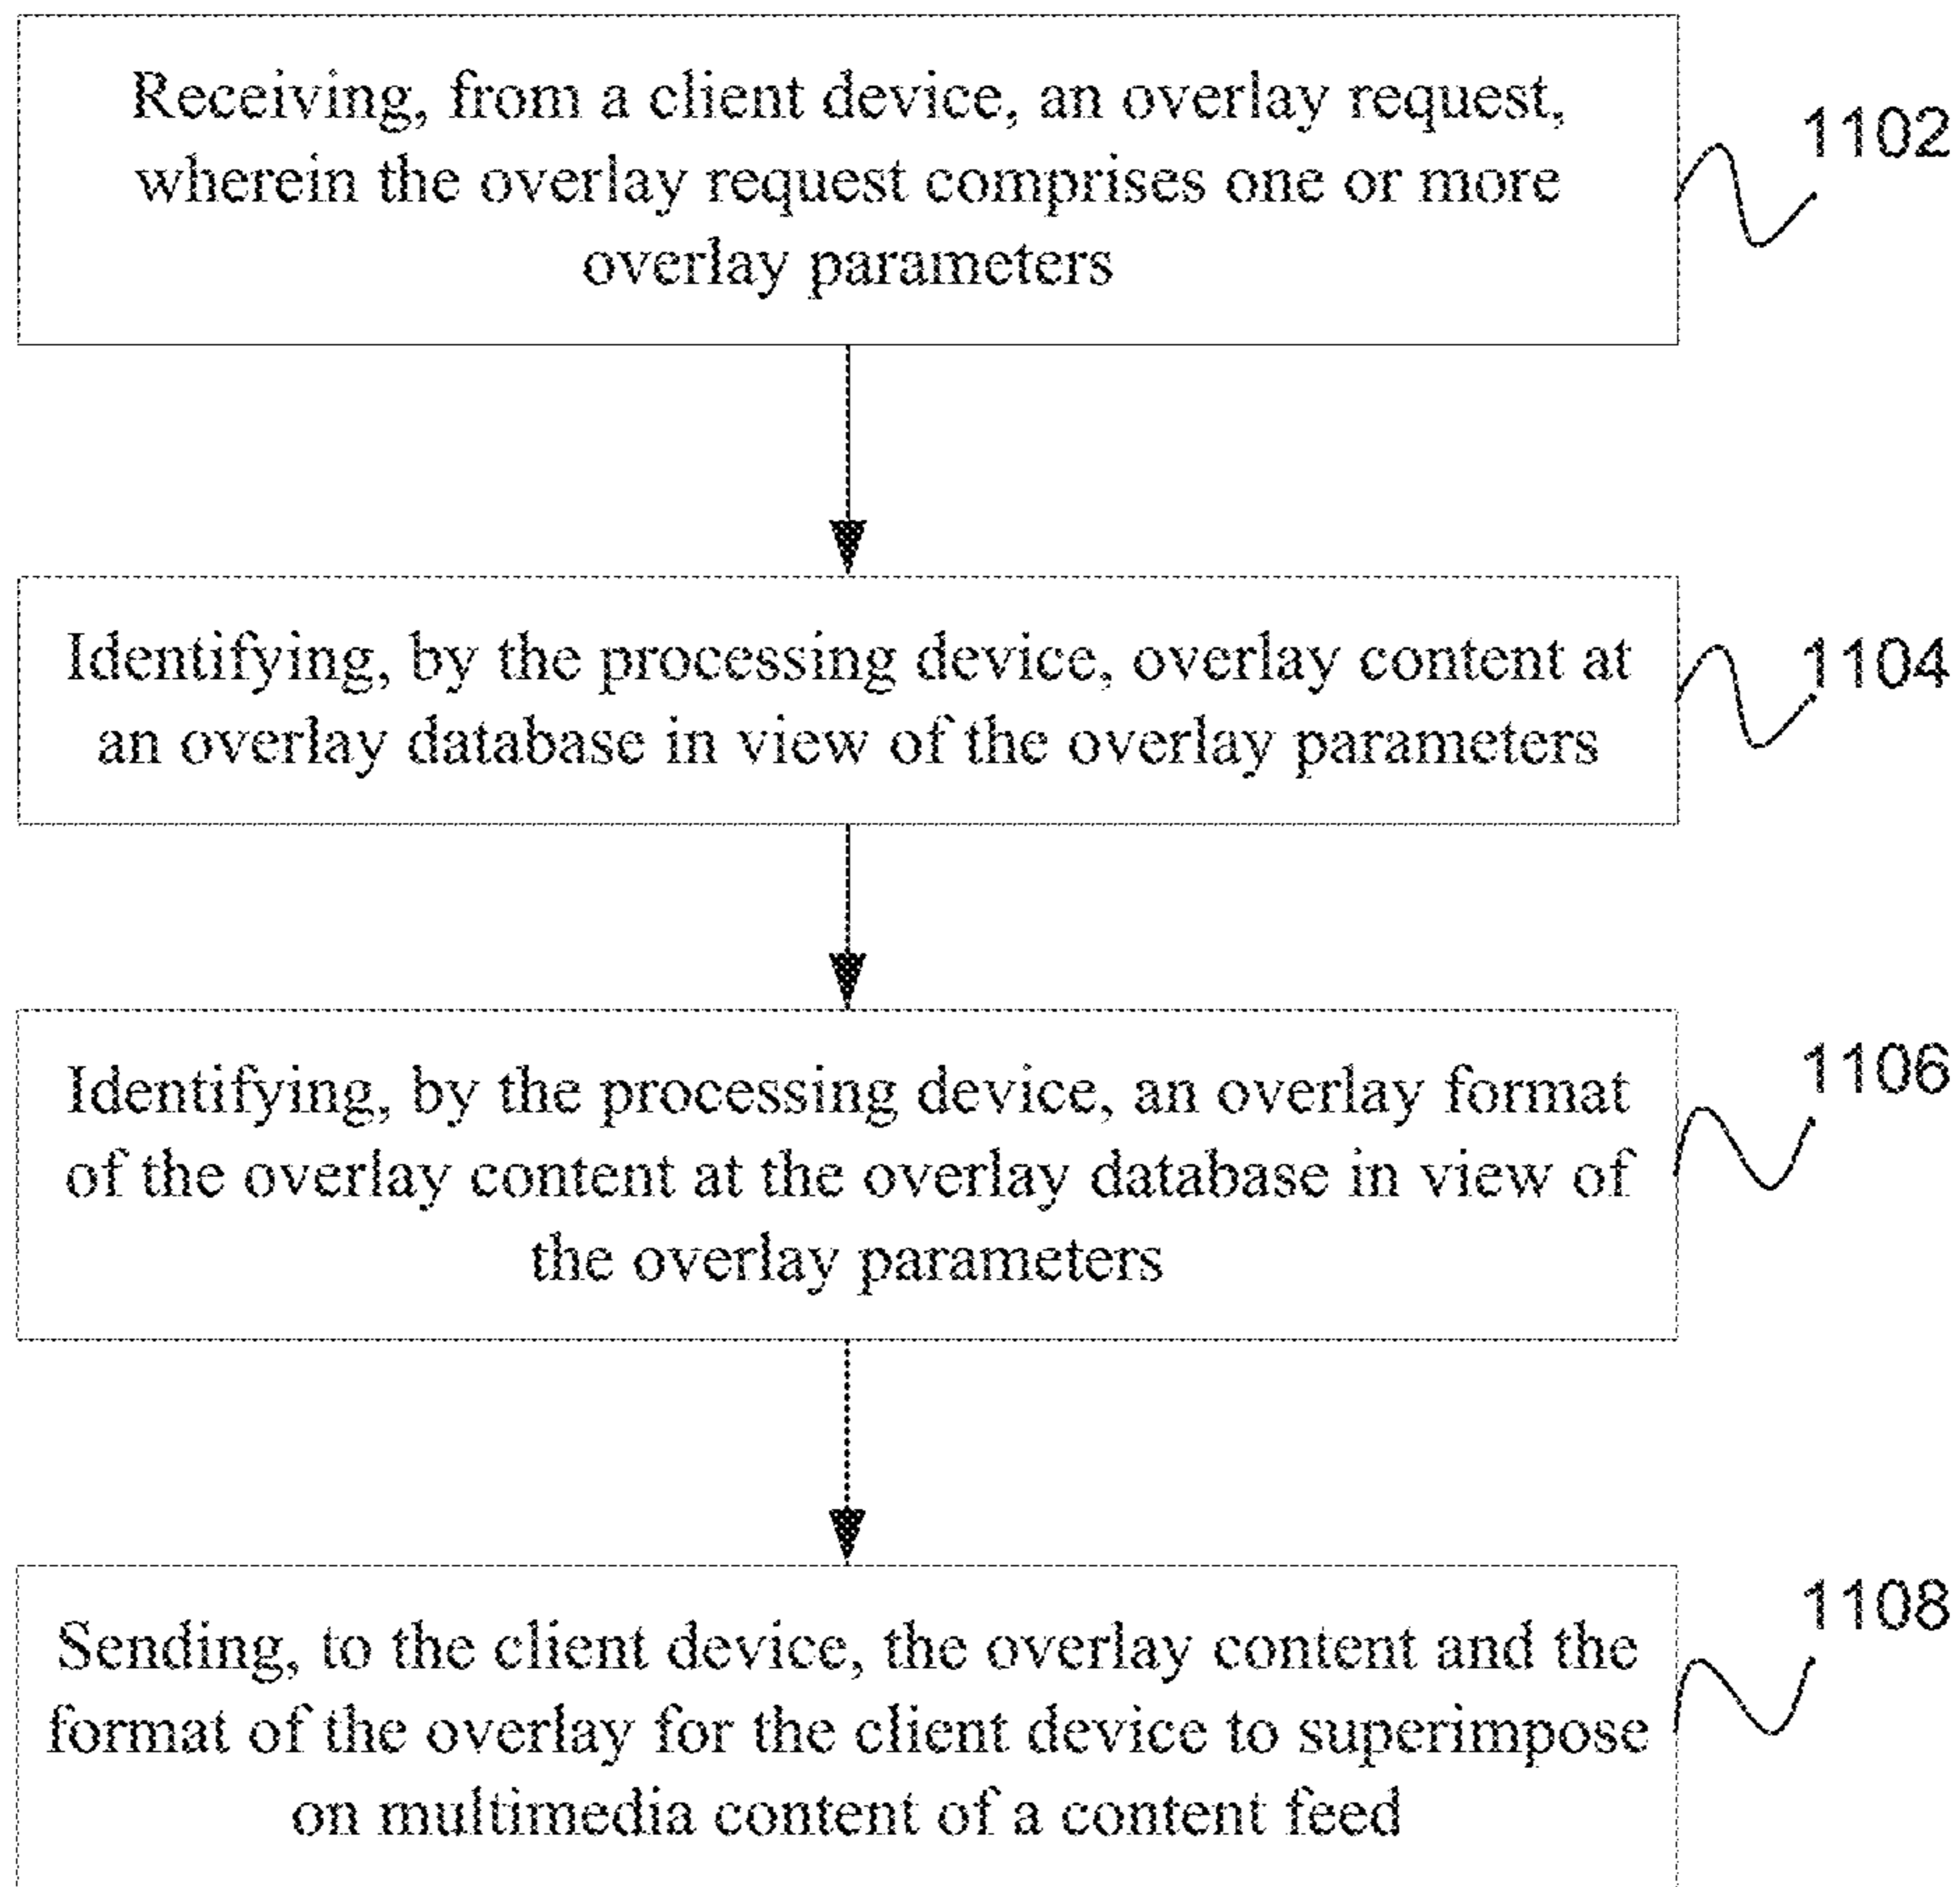 Receiving, from a client device, an overlay request,
wherein the overlay request comprises one or more
overlay parameters
1102
Identifying, by the processing device, overlay content at
an overlay database in view of the overlay parameters
1104
Identifying, by the processing device, an overlay format
of the overlay content at the overlay database in view of
the overlay parameters
1106
Sending, to the client device, the overlay content and the
format of the overlay for the client device to superimpose
on multimedia content of a content feed
1108